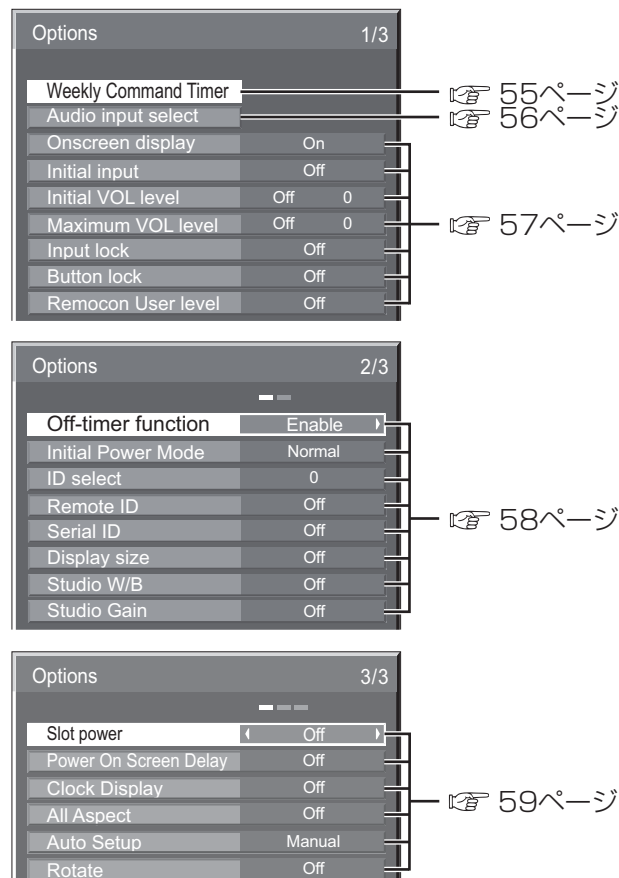 Options 1/3
Weekly Command Timer ☞ 55ページ
Audio input select ☞ 56ページ
Onscreen display On
Initial input Off
Initial VOL level Off 0
Maximum VOL level Off 0 ☞ 57ページ
Input lock Off
Button lock Off
Remocon User level Off
Options 2/3
Off-timer function Enable
Initial Power Mode Normal
ID select 0
Remote ID Off ☞ 58ページ
Serial ID Off
Display size Off
Studio W/B Off
Studio Gain Off
Options 3/3
Slot power Off
Power On Screen Delay Off
Clock Display Off ☞ 59ページ
All Aspect Off
Auto Setup Manual
Rotate Off